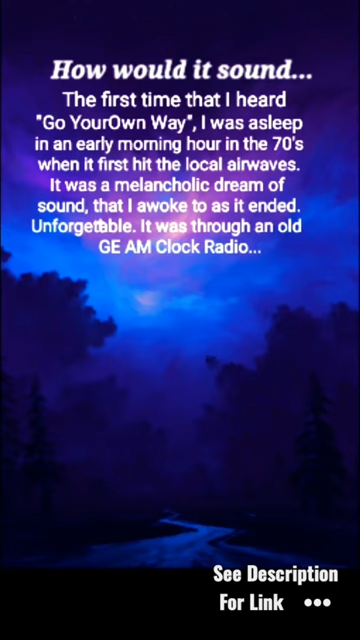 How would it sound...
The first time that I heard
"Go YourOwn Way", I was asleep
in an early morning hour in the 70's
when it first hit the local airwaves.
It was a melancholic dream of
sound, that I awoke to as it ended.
Unforgettable. It was through an old
GE AM Clock Radio...
See Description
For Link •••